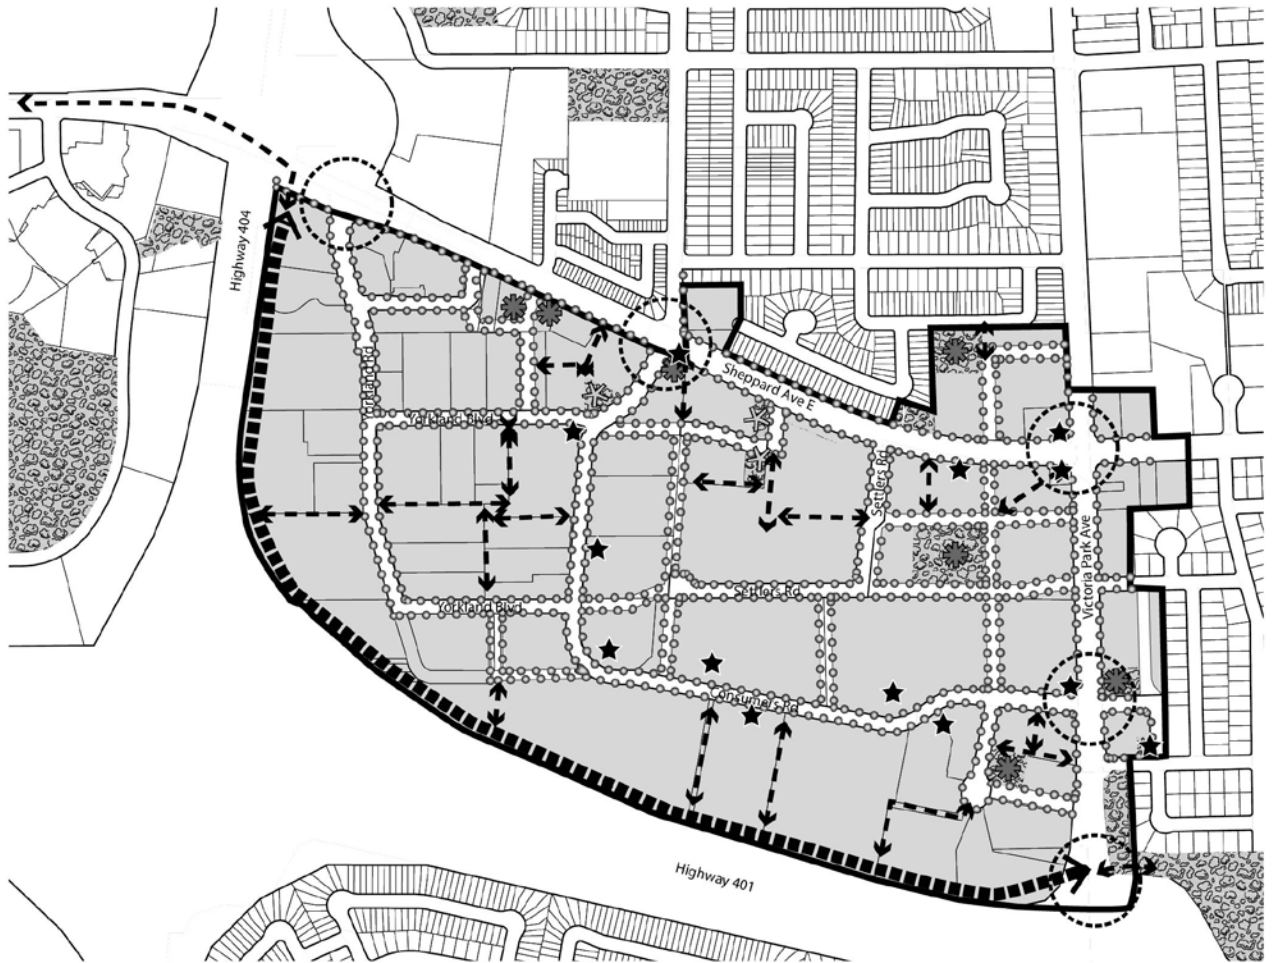 Highway 404
Sheppard Ave E
Yorkland Rd
Yorkland Blvd
Settlers Rd
Victoria Park Ave
Settlers Rd
Yorkland Blvd
Consumers Rd
Highway 401